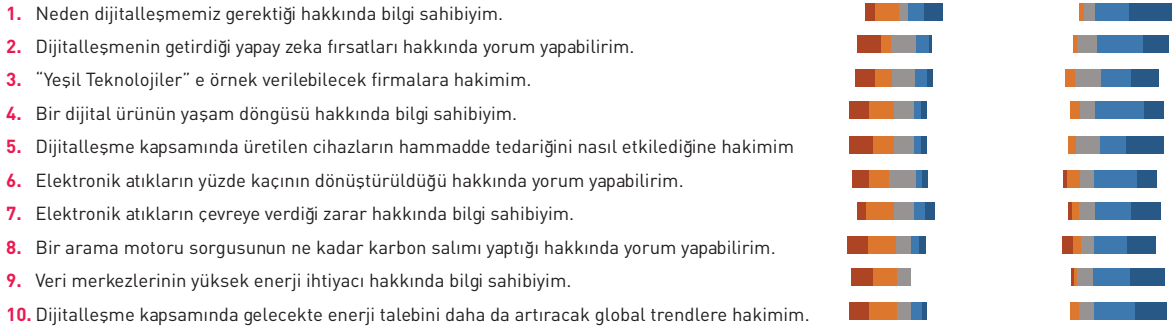 1. Neden dijitalleşmemiz gerektiği hakkında bilgi sahibiyim.
2. Dijitalleşmenin getirdiği yapay zeka fırsatları hakkında yorum yapabilirim.
3. “Yeşil Teknolojiler” e örnek verilebilecek firmalara hakimim.
4. Bir dijital ürünün yaşam döngüsü hakkında bilgi sahibiyim.
5. Dijitalleşme kapsamında üretilen cihazların hammadde tedariğini nasıl etkilediğine hakimim
6. Elektronik atıkların yüzde kaçının dönüştürüldüğü hakkında yorum yapabilirim.
7. Elektronik atıkların çevreye verdiği zarar hakkında bilgi sahibiyim.
8. Bir arama motoru sorgusunun ne kadar karbon salımı yaptığı hakkında yorum yapabilirim.
9. Veri merkezlerinin yüksek enerji ihtiyacı hakkında bilgi sahibiyim.
10. Dijitalleşme kapsamında gelecekte enerji talebini daha da artıracak global trendlere hakimim.